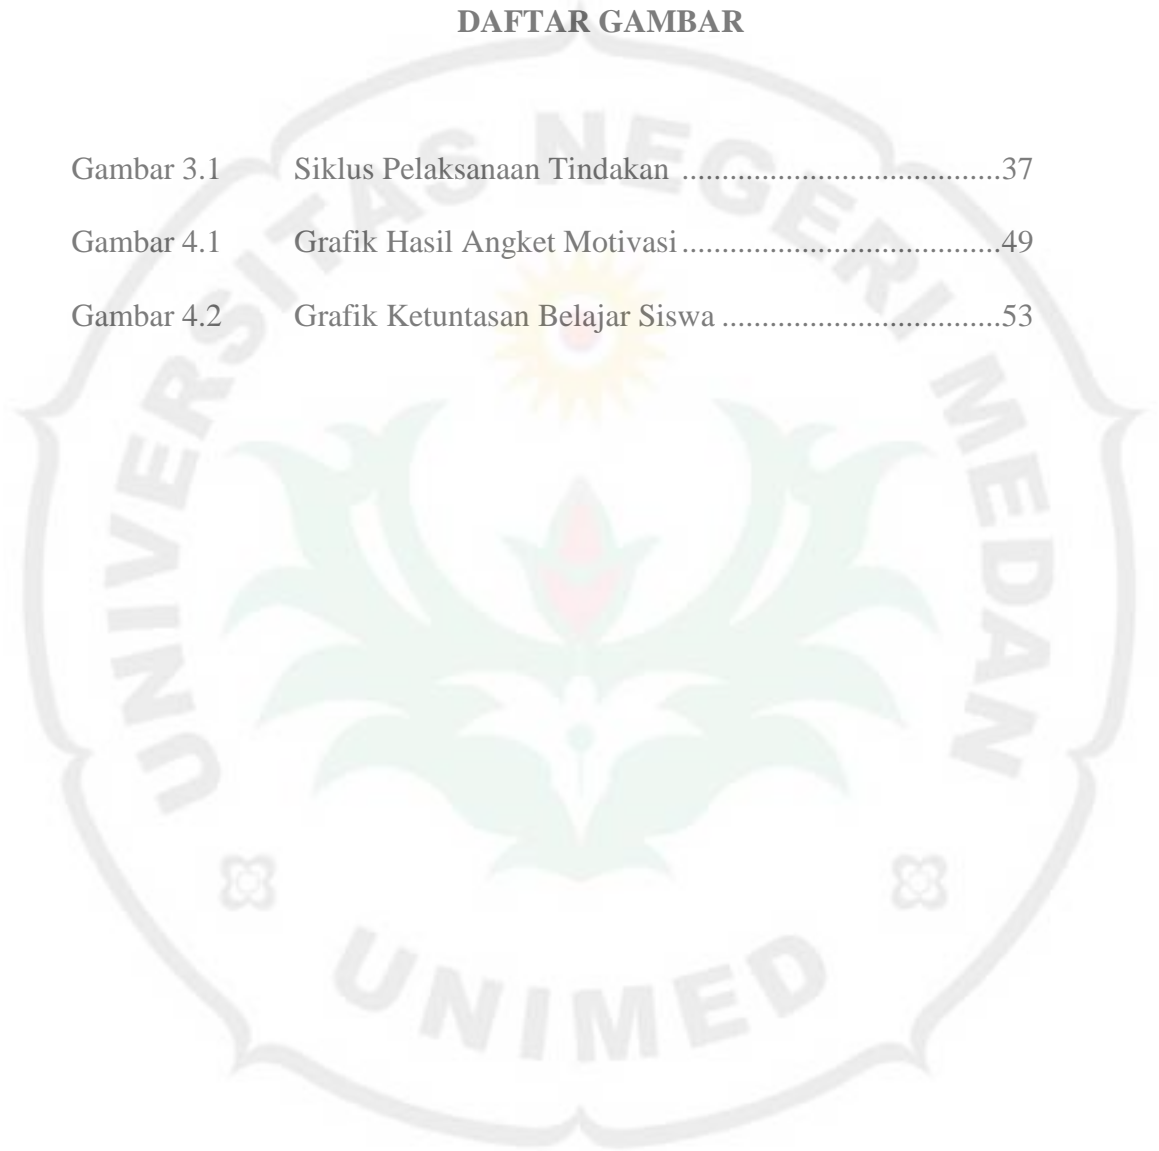 DAFTAR GAMBAR
Gambar 3.1 Siklus Pelaksanaan Tindakan ........................................37
Gambar 4.1 Grafik Hasil Angket Motivasi ........................................49
Gambar 4.2 Grafik Ketuntasan Belajar Siswa ...................................53
UNIVERSITAS NEGERI MEDAN
UNIMED